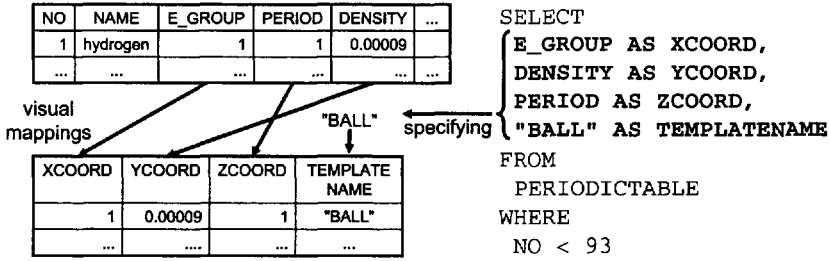 NO NAME E_GROUP PERIOD DENSITY ...
1 hydrogen 1 1 0.00009
... ... ... ... ... ...
visual
mappings
"BALL"
specifying
XCOORD YCOORD ZCOORD TEMPLATE
NAME
1 0.00009 1 "BALL"
... .... ... ...
SELECT
E_GROUP AS XCOORD,
DENSITY AS YCOORD,
PERIOD AS ZCOORD,
"BALL" AS TEMPLATENAME
FROM
PERIODICTABLE
WHERE
NO < 93